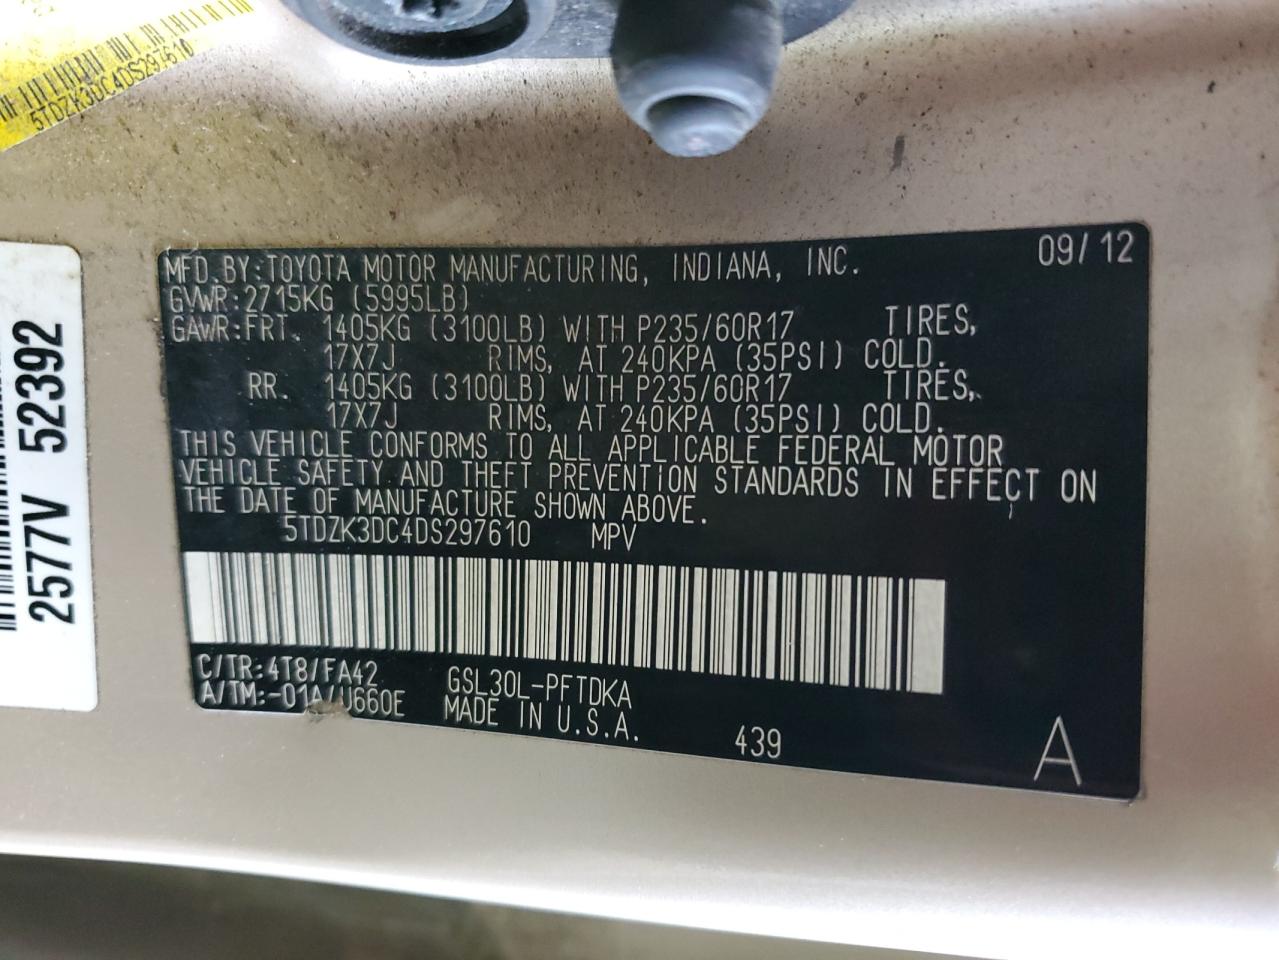 5TDZK3DC4DS297610
2577V 52392
MFD.BY:TOYOTA MOTOR MANUFACTURING, INDIANA, INC. 09/12
GVWR:2715KG (5995LB)
GAWR:FRT. 1405KG (3100LB) WITH P235/60R17 TIRES,
17X7J RIMS, AT 240KPA (35PSI) COLD.
RR. 1405KG (3100LB) WITH P235/60R17 TIRES,
17X7J RIMS, AT 240KPA (35PSI) COLD.
THIS VEHICLE CONFORMS TO ALL APPLICABLE FEDERAL MOTOR
VEHICLE SAFETY AND THEFT PREVENTION STANDARDS IN EFFECT ON
THE DATE OF MANUFACTURE SHOWN ABOVE.
5TDZK3DC4DS297610 MPV
C/TR:4T8/FA42 GSL30L-PFTDKA
A/TM:-01A/U660E MADE IN U.S.A.
439 A